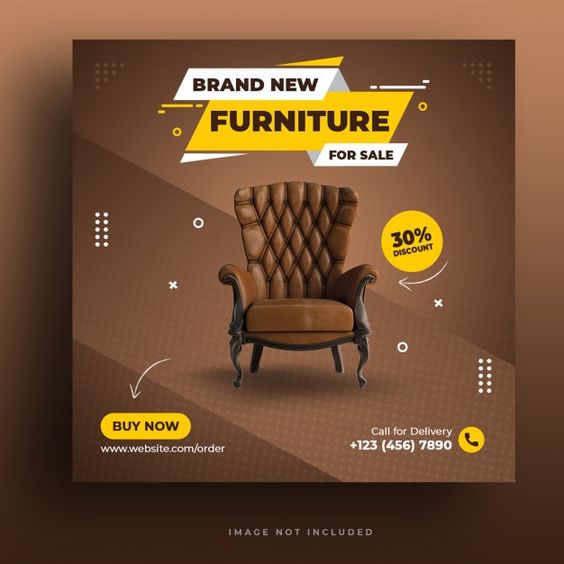 BRAND NEW
FURNITURE
FOR SALE
30%
DISCOUNT
BUY NOW
www.website.com/order
Call for Delivery
+123 (456) 7890
IMAGE NOT INCLUDED